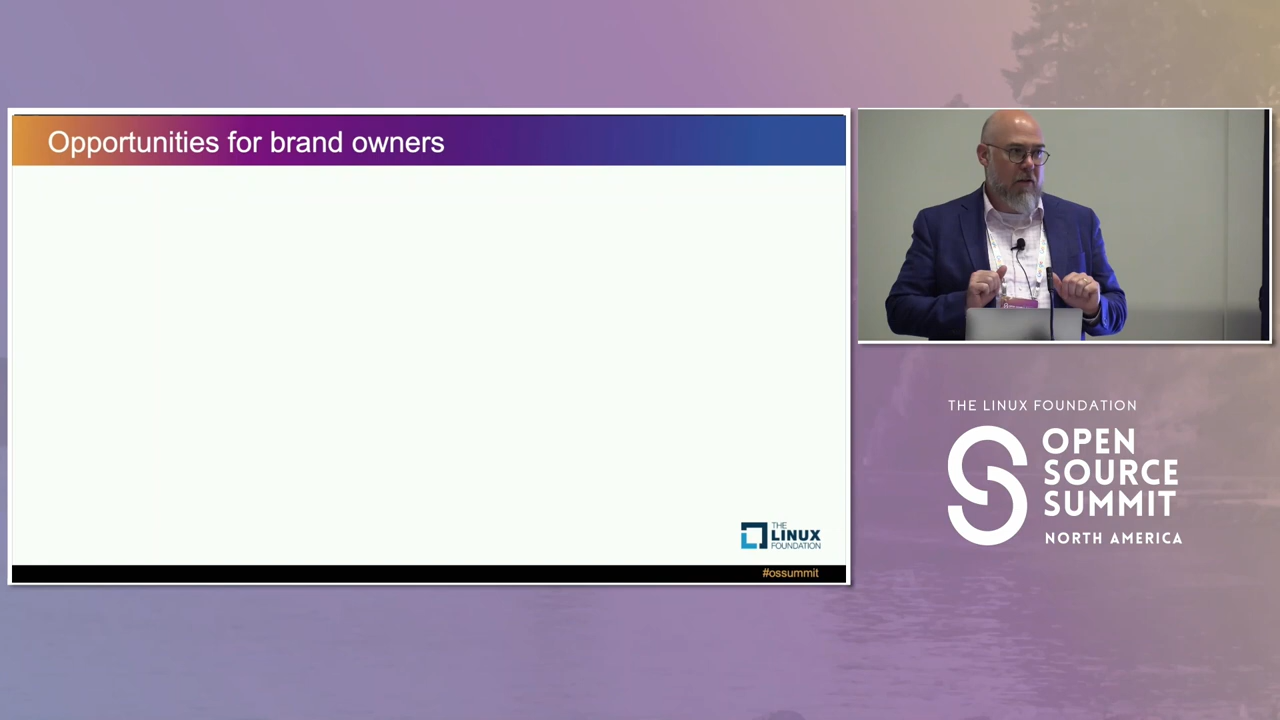 Opportunities for brand owners
THE
LINUX
FOUNDATION
#ossummit
THE LINUX FOUNDATION
OPEN
SOURCE
SUMMIT
NORTH AMERICA